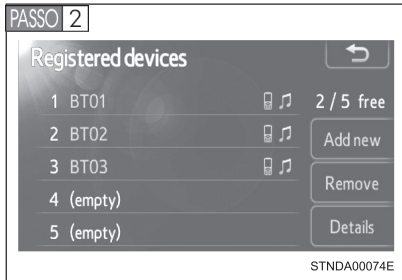 PASSO 2
Registered devices
1 BT01
2 / 5 free
2 BT02
Add new
3 BT03
Remove
4 (empty)
5 (empty)
Details
STNDA00074E